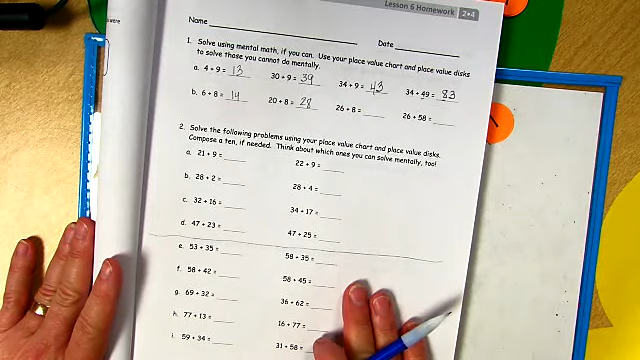 Lesson 6 Homework 2•4
Name
Date
1. Solve using mental math, if you can. Use your place value chart and place value disks
to solve those you cannot do mentally.
a. 4 + 9 = 13 30 + 9 = 39 34 + 9 = 43 34 + 49 = 83
b. 6 + 8 = 14 20 + 8 = 28 26 + 8 = 26 + 58 =
2. Solve the following problems using your place value chart and place value disks.
Compose a ten, if needed. Think about which ones you can solve mentally, too!
a. 21 + 9 = 22 + 9 =
b. 28 + 2 = 28 + 4 =
c. 32 + 16 = 34 + 17 =
d. 47 + 23 = 47 + 25 =
e. 53 + 35 = 58 + 35 =
f. 58 + 42 = 58 + 45 =
g. 69 + 32 = 36 + 62 =
h. 77 + 13 = 16 + 77 =
i. 59 + 34 = 31 + 58 =